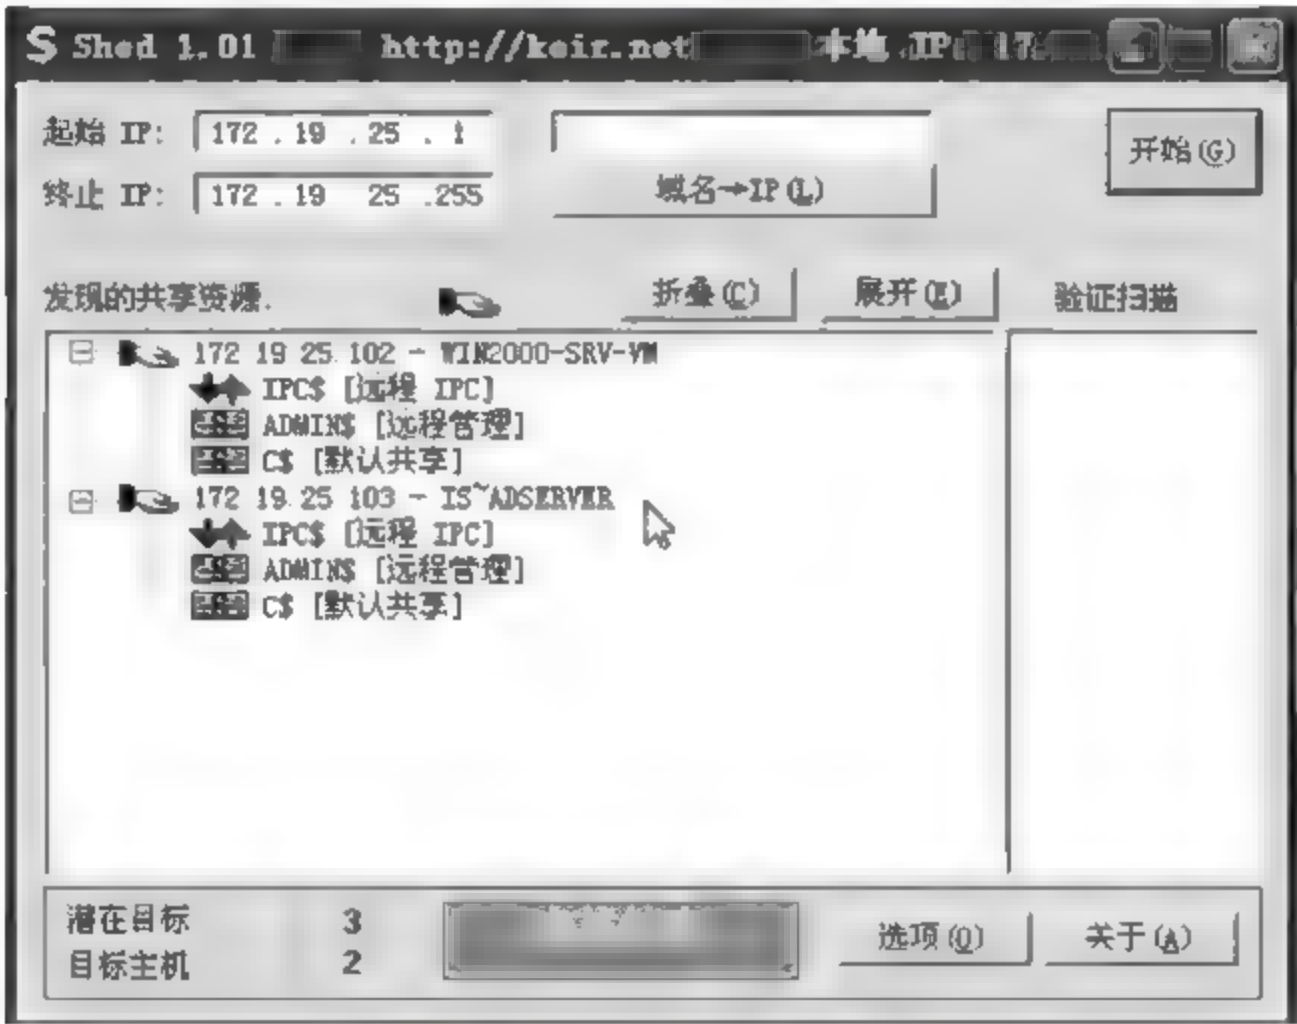 S Shed 1.01 http://keir.net 本地 IP:
起始 IP: 172 . 19 . 25 . 1
开始(G)
终止 IP: 172 . 19 25 .255
域名→IP(L)
发现的共享资源.
折叠(C)
展开(E)
验证扫描
172 19 25 102 - WIN2000-SRV-VM
IPC$ [远程 IPC]
ADMIN$ [远程管理]
C$ [默认共享]
172 19.25 103 - IS~ADSERVER
IPC$ [远程 IPC]
ADMIN$ [远程管理]
C$ [默认共享]
潜在目标 3
目标主机 2
选项(O)
关于(A)